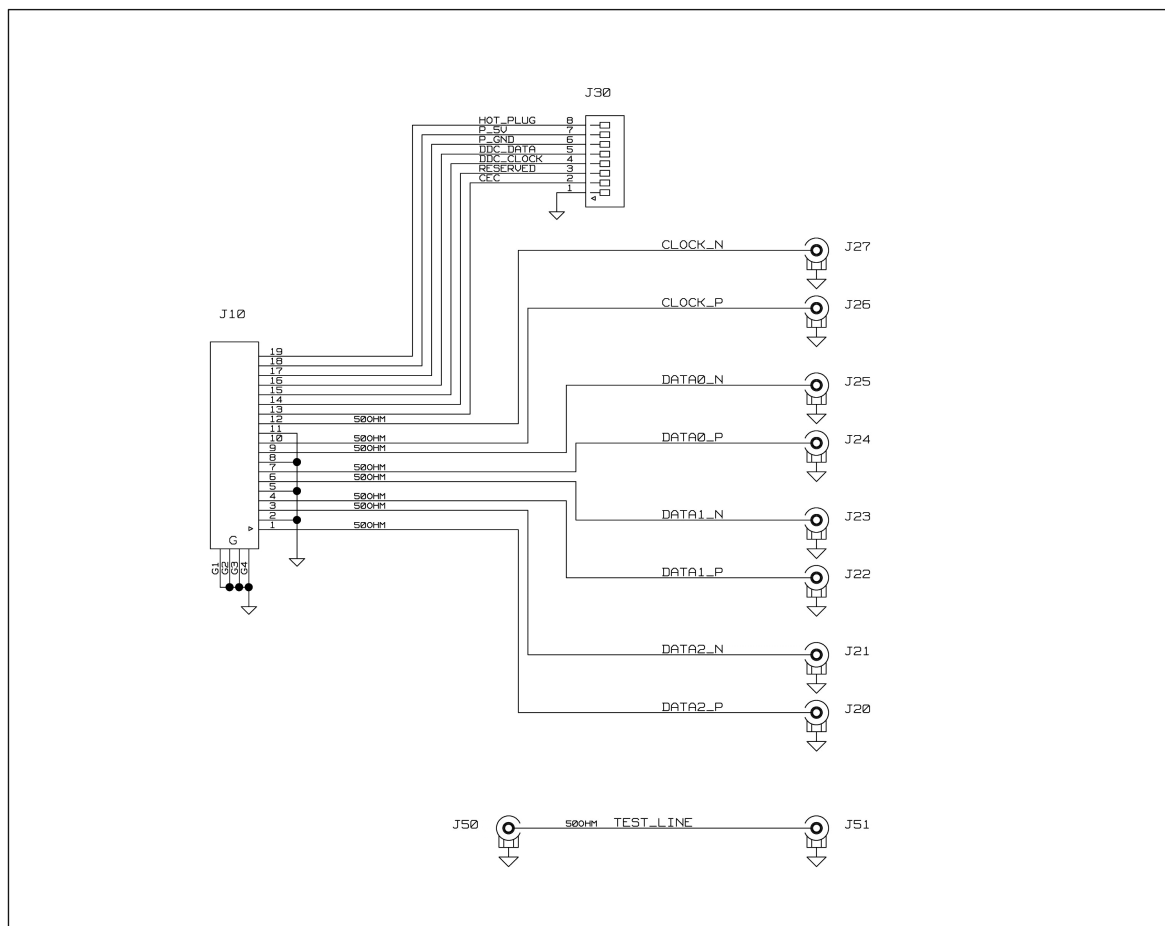 J30
HOT_PLUG 8
P_5V 7
P_GND 6
DDC_DATA 5
DDC_CLOCK 4
RESERVED 3
CEC 2
1
CLOCK_N J27
CLOCK_P J26
J10
19
18
17
16
15
14
13
12 50OHM
11
10 50OHM
9 50OHM
8
7 50OHM
6 50OHM
5
4 50OHM
3 50OHM
2
1 50OHM
G
G1 G2 G3 G4
DATA0_N J25
DATA0_P J24
DATA1_N J23
DATA1_P J22
DATA2_N J21
DATA2_P J20
J50 50OHM TEST_LINE J51